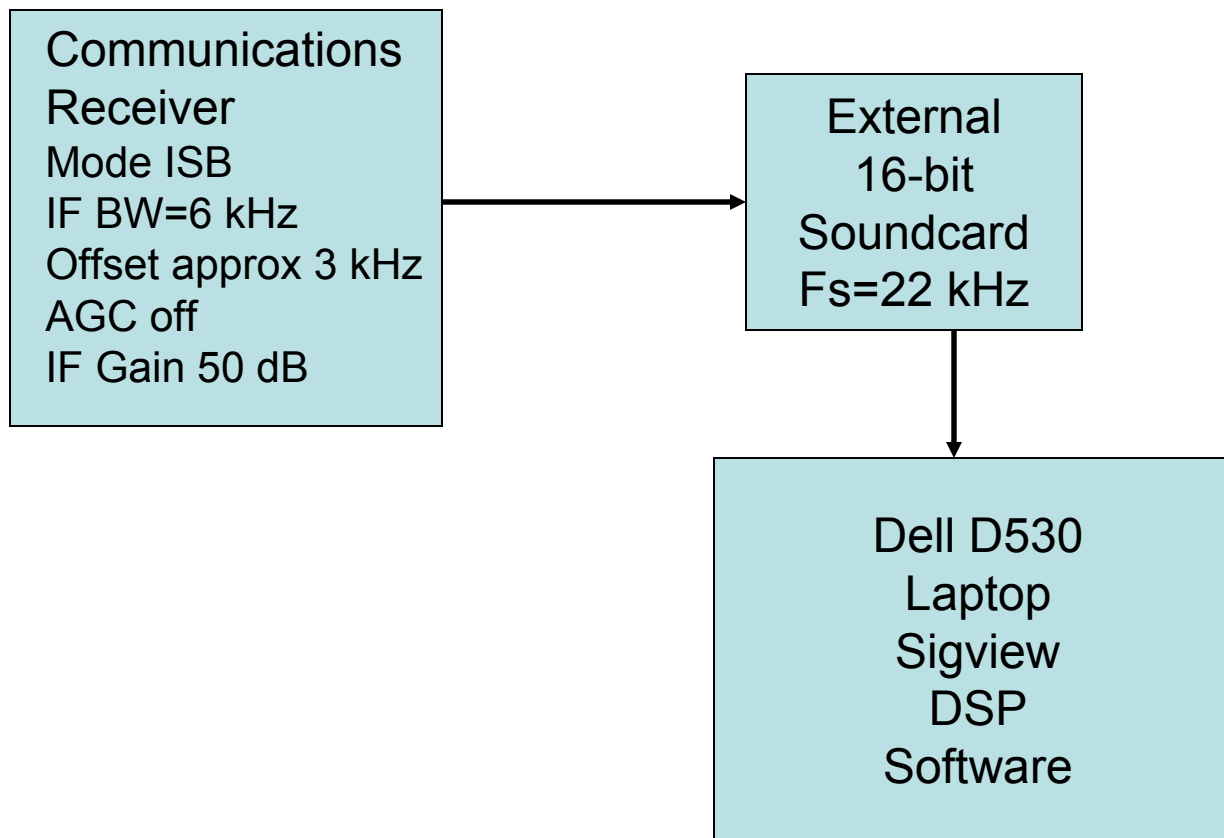 Communications
Receiver
Mode ISB
IF BW=6 kHz
Offset approx 3 kHz
AGC off
IF Gain 50 dB
External
16-bit
Soundcard
Fs=22 kHz
Dell D530
Laptop
Sigview
DSP
Software